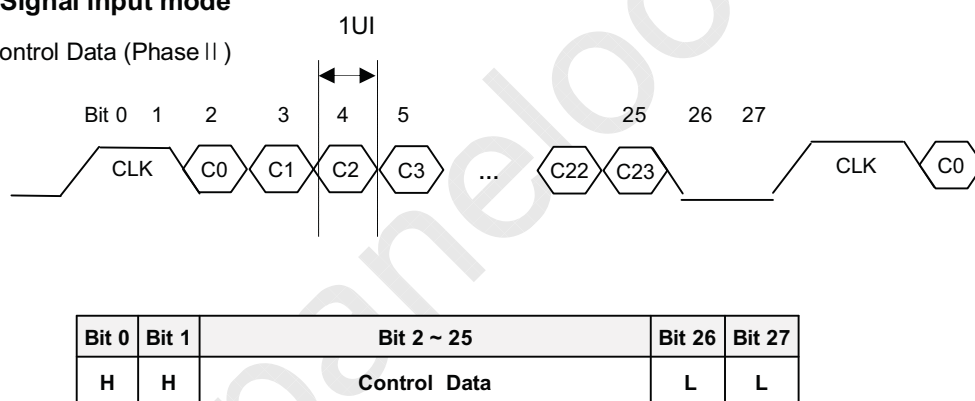 Signal input mode
1UI
ontrol Data (Phase II)
Bit 0 1 2 3 4 5 25 26 27
CLK C0 C1 C2 C3 ... C22 C23 CLK C0
Bit 0 Bit 1 Bit 2 ~ 25 Bit 26 Bit 27
H H Control Data L L